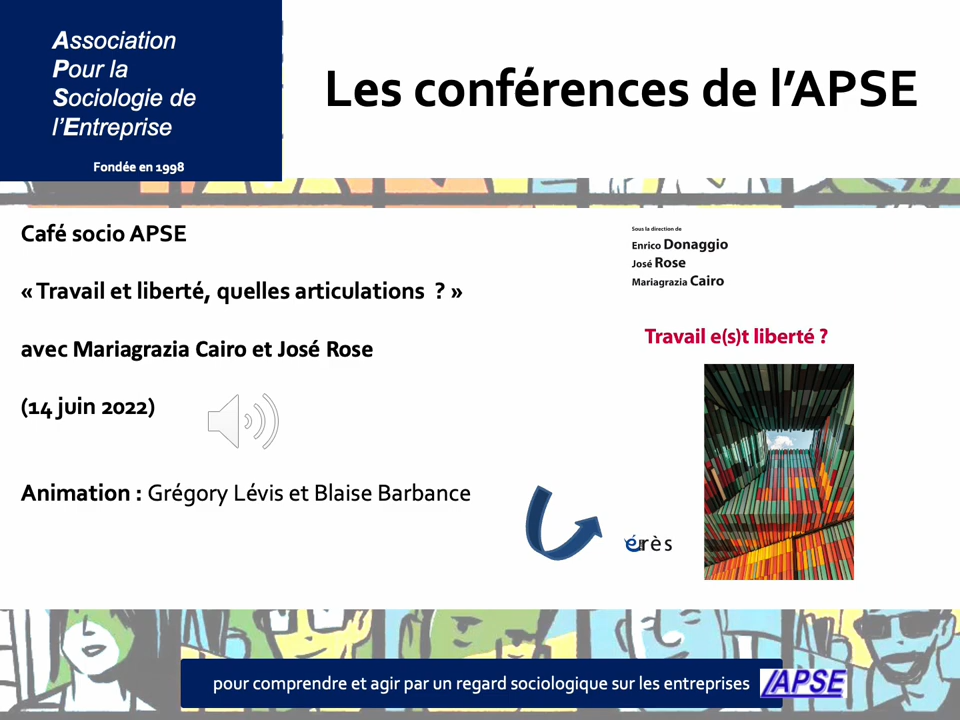 Association
Pour la
Sociologie de
l'Entreprise
Fondée en 1998
Les conférences de l'APSE
Café socio APSE
« Travail et liberté, quelles articulations ? »
avec Mariagrazia Cairo et José Rose
(14 juin 2022)
Animation : Grégory Lévis et Blaise Barbance
Sous la direction de
Enrico Donaggio
José Rose
Mariagrazia Cairo
Travail e(s)t liberté ?
érès
pour comprendre et agir par un regard sociologique sur les entreprises
APSE